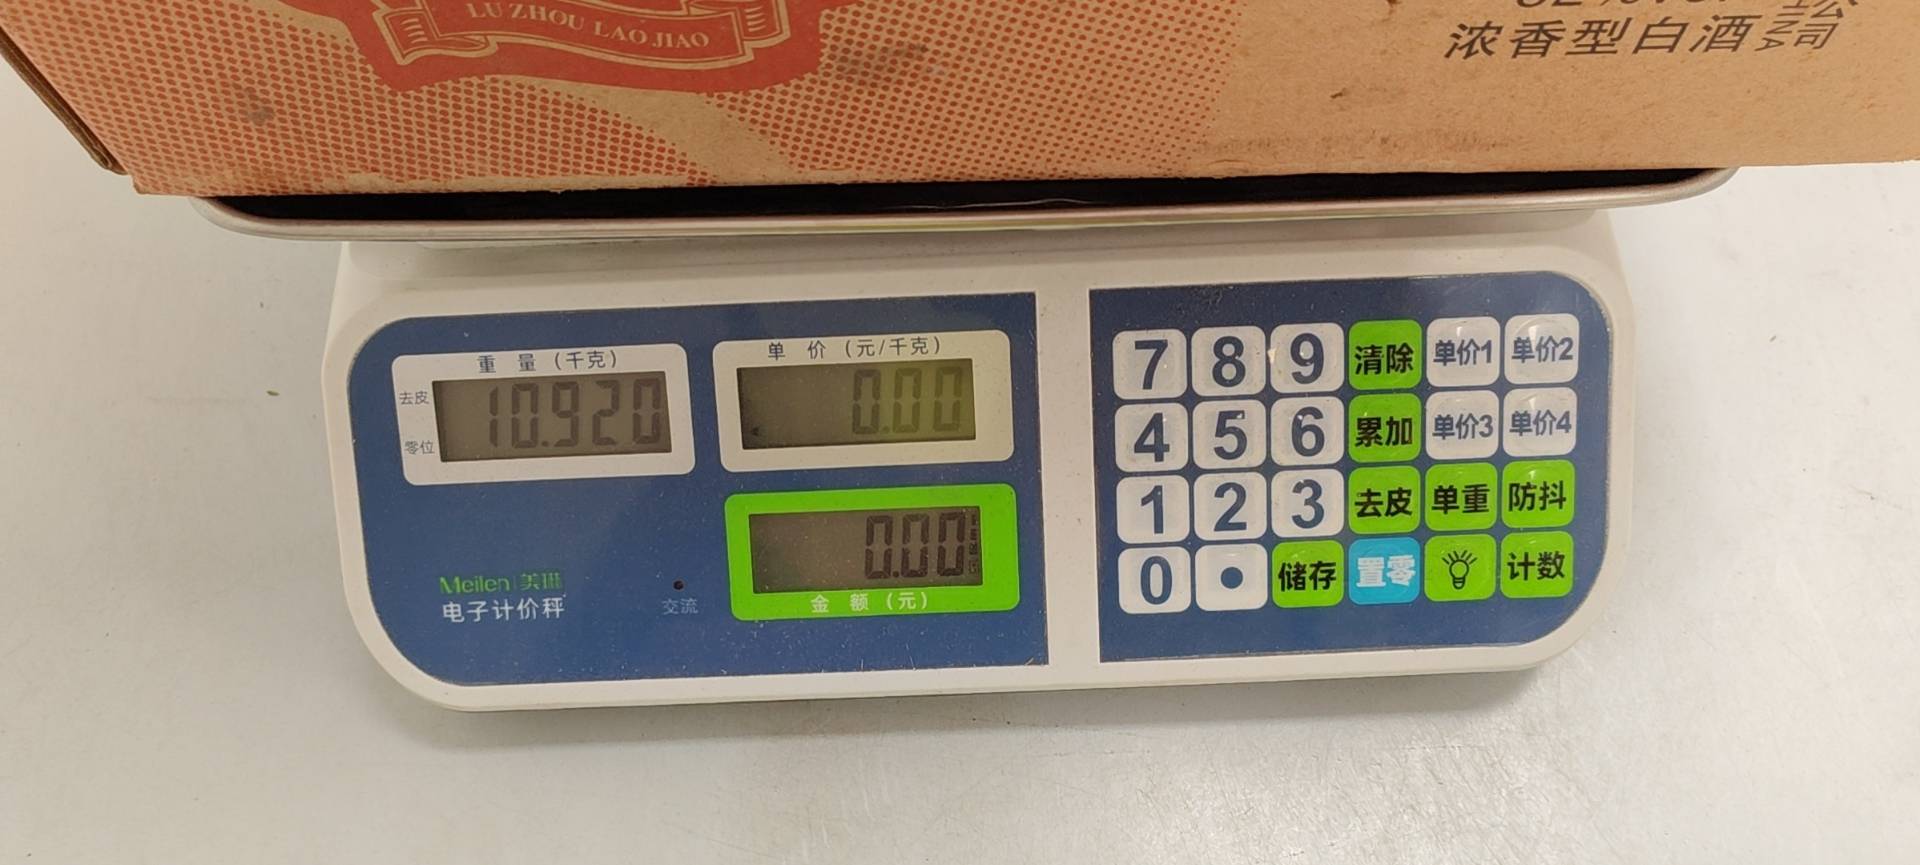 LU ZHOU LAO JIAO
浓香型白酒
公司
重 量 (千克)
去皮
零位
10.920
单 价 (元/千克)
0.00
0.00
金 额 (元)
Meilen 美琳
电子计价秤
交流
7 8 9 清除 单价1 单价2
4 5 6 累加 单价3 单价4
1 2 3 去皮 单重 防抖
0 • 储存 置零 计数